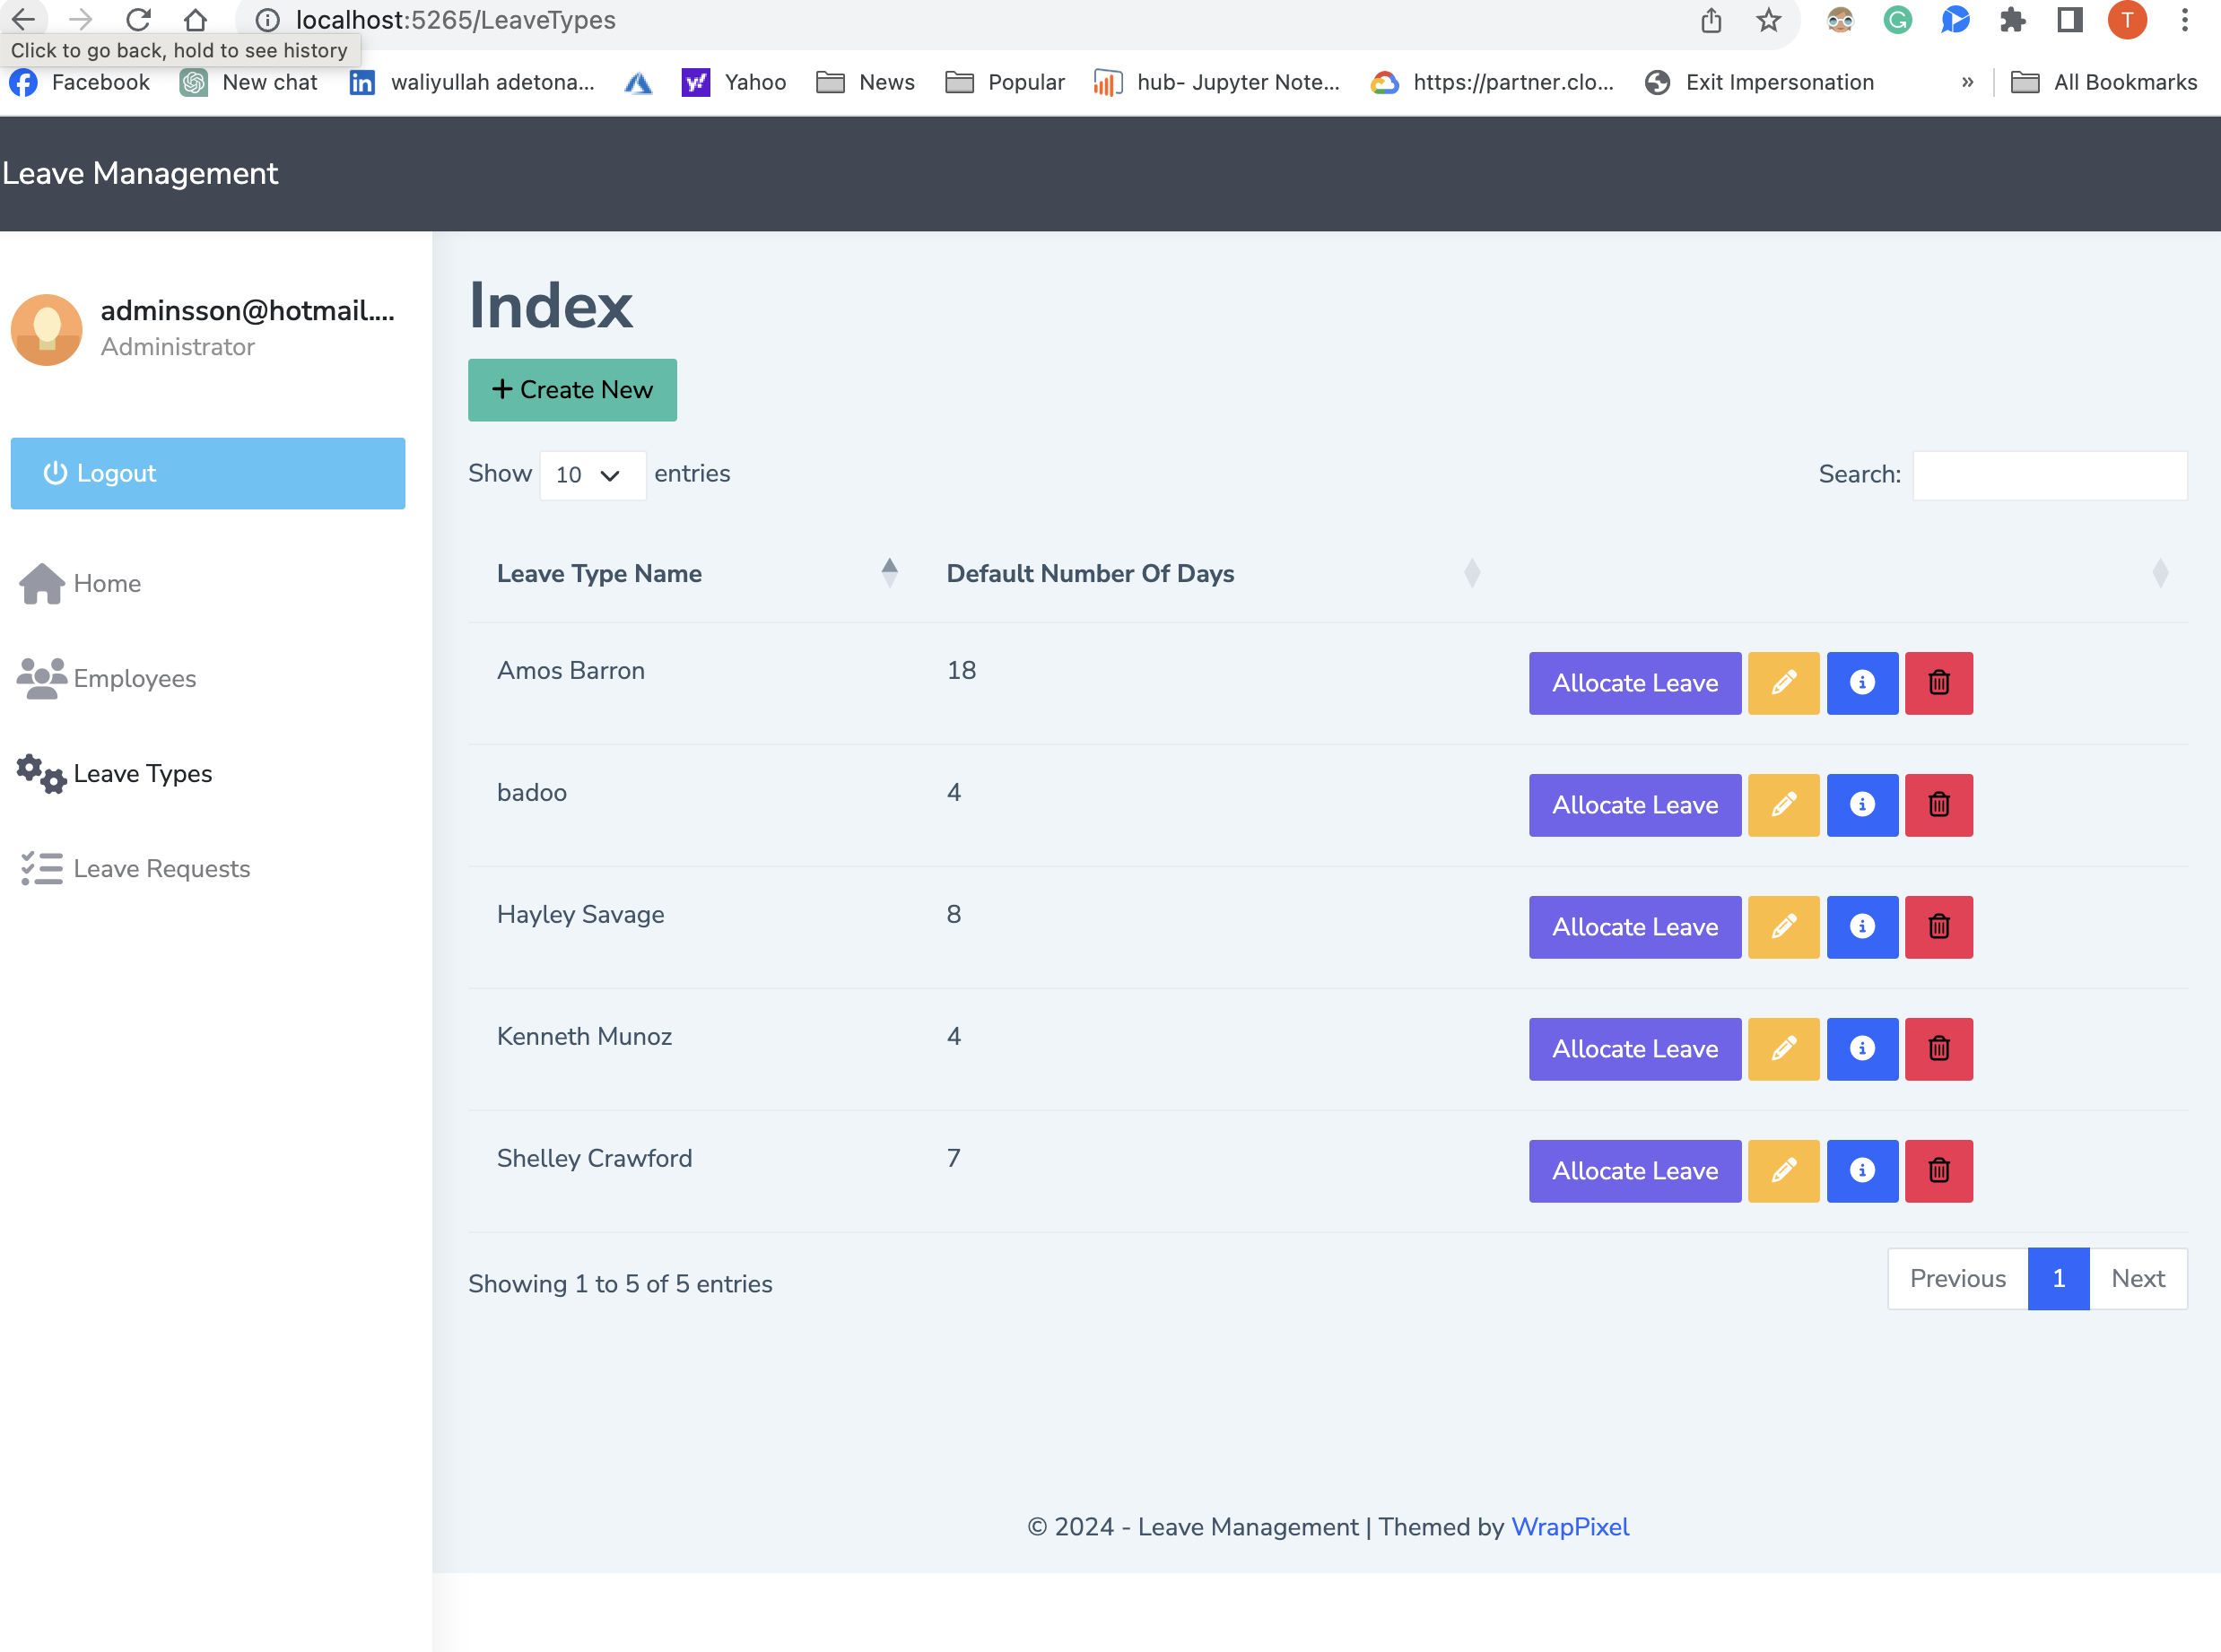 localhost:5265/LeaveTypes
T
Click to go back, hold to see history
Facebook New chat waliyullah adetona... Yahoo News Popular hub- Jupyter Note... https://partner.clo... Exit Impersonation » All Bookmarks
Leave Management
adminsson@hotmail....
Administrator
Logout
Home
Employees
Leave Types
Leave Requests
Index
+ Create New
Show 10 entries Search:
Leave Type Name Default Number Of Days
Amos Barron 18 Allocate Leave
badoo 4 Allocate Leave
Hayley Savage 8 Allocate Leave
Kenneth Munoz 4 Allocate Leave
Shelley Crawford 7 Allocate Leave
Showing 1 to 5 of 5 entries Previous 1 Next
© 2024 - Leave Management | Themed by WrapPixel